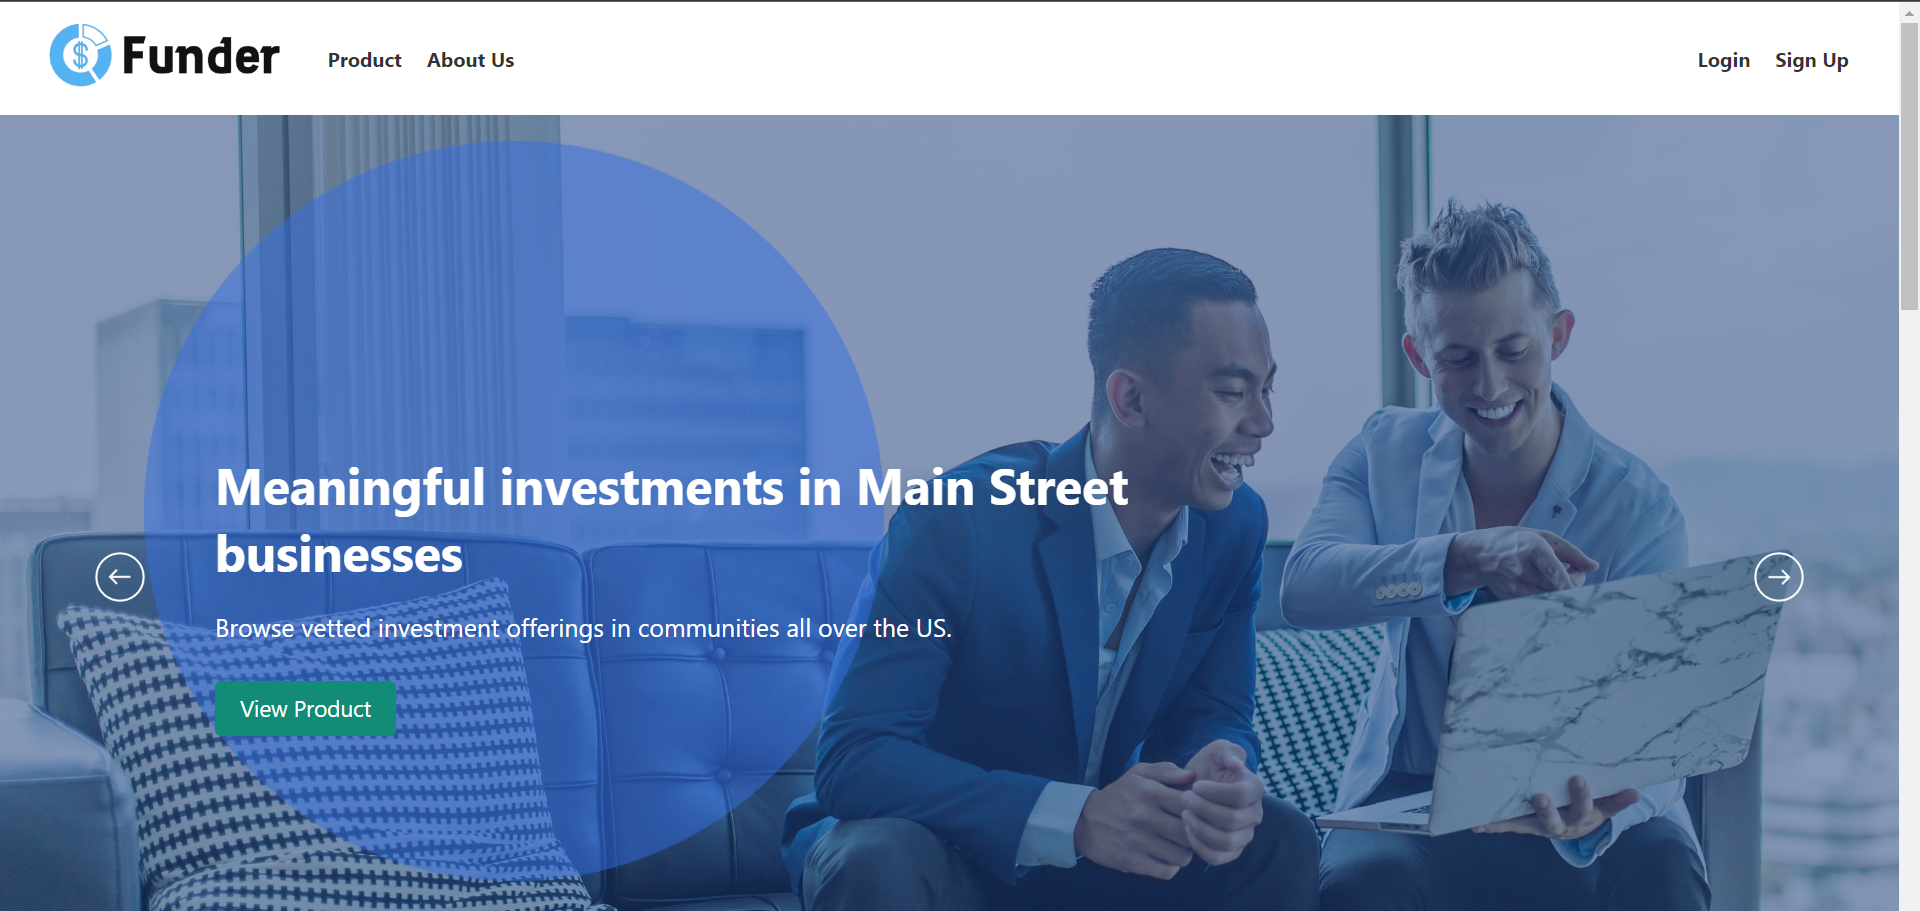 $ Funder
Product
About Us
Login
Sign Up
Meaningful investments in Main Street
businesses
Browse vetted investment offerings in communities all over the US.
View Product